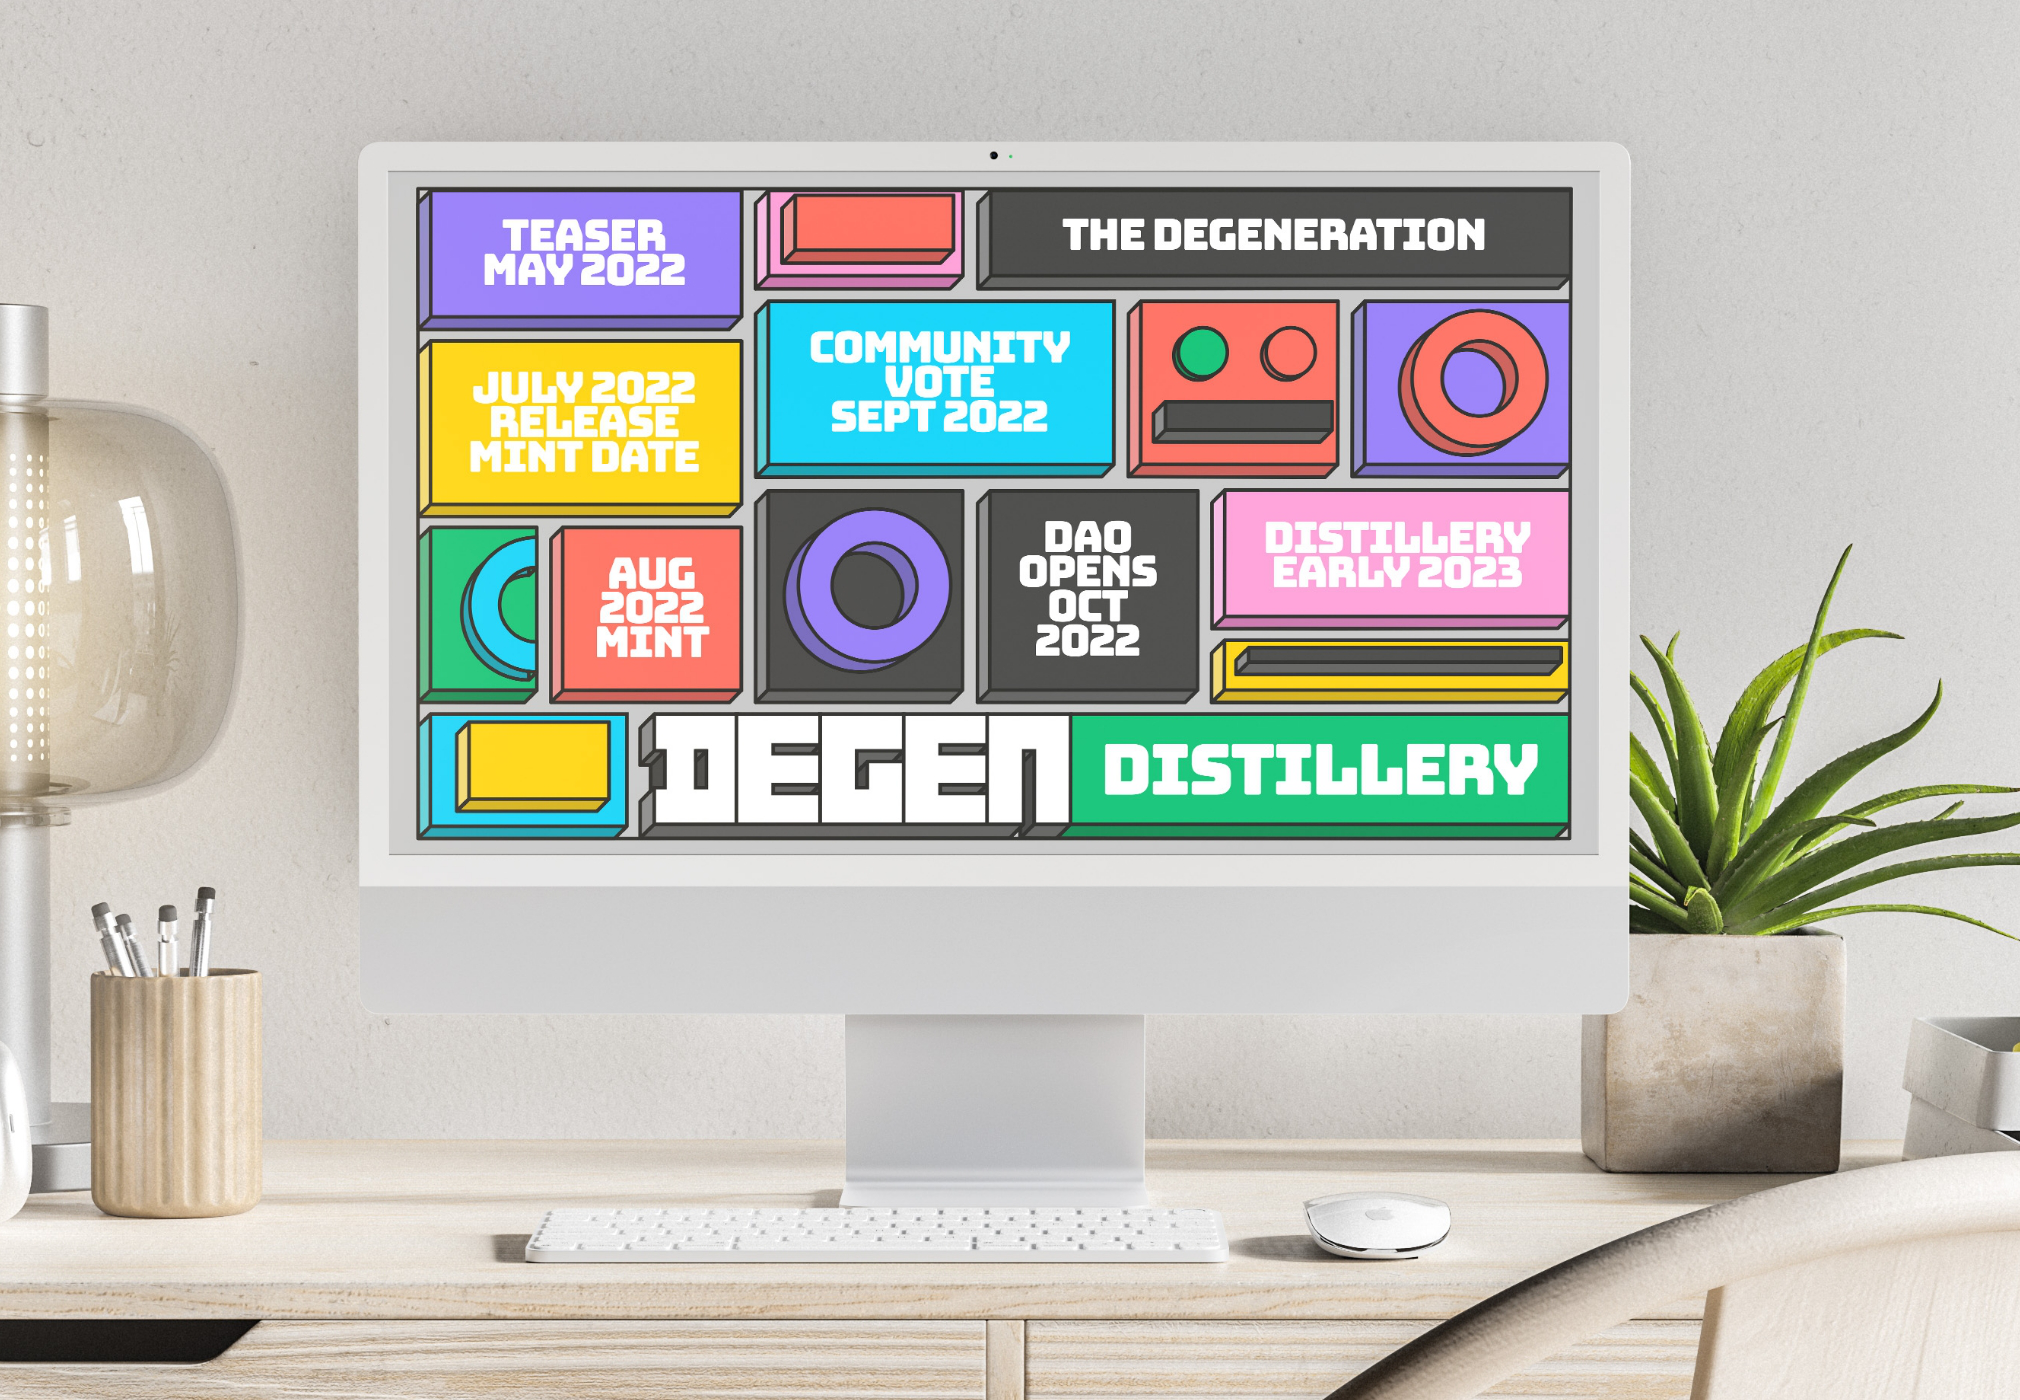 TEASER
MAY 2022
THE DEGENERATION
JULY 2022
RELEASE
MINT DATE
COMMUNITY
VOTE
SEPT 2022
AUG
2022
MINT
DAO
OPENS
OCT
2022
DISTILLERY
EARLY 2023
DEGEN DISTILLERY